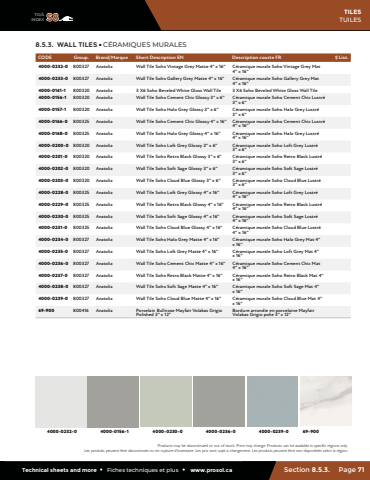 TILES
TUILES
8.5.3. WALL TILES • CÉRAMIQUES MURALES
CODE Group. Brand/Marque Short Description EN Description courte FR $ List.
4000-0232-0 800327 Anatolia Wall Tile Soho Vintage Grey Matte 4" x 16" Céramique murale Soho Vintage Grey Mat
4" x 16"
4000-0233-0 800327 Anatolia Wall Tile Soho Gallery Grey Matte 4" x 16" Céramique murale Soho Gallery Grey Mat
4" x 16"
4000-0161-1 800320 Anatolia 3 X6 Soho Beveled White Gloss Wall Tile 3 X6 Soho Beveled White Gloss Wall Tile
4000-0156-1 800320 Anatolia Wall Tile Soho Cement Chic Glossy 3" x 6" Céramique murale Soho Cement Chic Lustré
3" x 6"
4000-0157-1 800320 Anatolia Wall Tile Soho Halo Grey Glossy 3" x 6" Céramique murale Soho Halo Grey Lustré
3" x 6"
4000-0166-0 800325 Anatolia Wall Tile Soho Cement Chic Glossy 4" x 16" Céramique murale Soho Cement Chic Lustré
4" x 16"
4000-0168-0 800325 Anatolia Wall Tile Soho Halo Grey Glossy 4" x 16" Céramique murale Soho Halo Grey Lustré
4" x 16"
4000-0200-0 800320 Anatolia Wall Tile Soho Loft Grey Glossy 3" x 6" Céramique murale Soho Loft Grey Lustré
3" x 6"
4000-0201-0 800320 Anatolia Wall Tile Soho Retro Black Glossy 3" x 6" Céramique murale Soho Retro Black Lustré
3" x 6"
4000-0202-0 800320 Anatolia Wall Tile Soho Soft Sage Glossy 3" x 6" Céramique murale Soho Soft Sage Lustré
3" x 6"
4000-0203-0 800320 Anatolia Wall Tile Soho Cloud Blue Glossy 3" x 6" Céramique murale Soho Cloud Blue Lustré
3" x 6"
4000-0228-0 800325 Anatolia Wall Tile Soho Loft Grey Glossy 4" x 16" Céramique murale Soho Loft Grey Lustré
4" x 16"
4000-0229-0 800325 Anatolia Wall Tile Soho Retro Black Glossy 4" x 16" Céramique murale Soho Retro Black Lustré
4" x 16"
4000-0230-0 800325 Anatolia Wall Tile Soho Soft Sage Glossy 4" x 16" Céramique murale Soho Soft Sage Lustré
4" x 16"
4000-0231-0 800325 Anatolia Wall Tile Soho Cloud Blue Glossy 4" x 16" Céramique murale Soho Cloud Blue Lustré
4" x 16"
4000-0234-0 800327 Anatolia Wall Tile Soho Halo Grey Matte 4" x 16" Céramique murale Soho Halo Grey Mat 4"
x 16"
4000-0235-0 800327 Anatolia Wall Tile Soho Loft Grey Matte 4" x 16" Céramique murale Soho Loft Grey Mat 4"
x 16"
4000-0236-0 800327 Anatolia Wall Tile Soho Cement Chic Matte 4" x 16" Céramique murale Soho Cement Chic Mat
4" x 16"
4000-0237-0 800327 Anatolia Wall Tile Soho Retro Black Matte 4" x 16" Céramique murale Soho Retro Black Mat 4"
x 16"
4000-0238-0 800327 Anatolia Wall Tile Soho Soft Sage Matte 4" x 16" Céramique murale Soho Soft Sage Mat 4"
x 16"
4000-0239-0 800327 Anatolia Wall Tile Soho Cloud Blue Matte 4" x 16" Céramique murale Soho Cloud Blue Mat 4"
x 16"
69-900 800416 Anatolia Porcelain Bullnose Mayfair Volakas Grigio Bordure arrondie en porcelaine Mayfair
Polished 3" x 12" Volakas Grigio polie 3" x 12"
4000-0232-0 4000-0156-1 4000-0230-0 4000-0236-0 4000-0239-0 69-900
Products may be discontinued or out of stock. Price may change. Products can be available in specific regions only.
Les produits peuvent être discontinués ou en rupture d'inventaire. Les prix sont sujet à changement. Les produits peuvent être non disponibles selon la région.
Technical sheets and more • Fiches techniques et plus • www.prosol.ca Section 8.5.3. Page 71